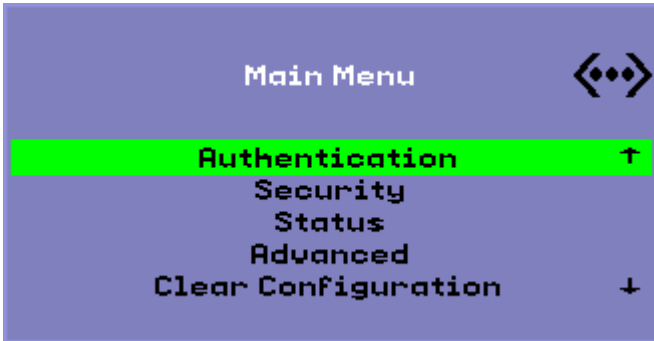 Main Menu
Authentication
Security
Status
Advanced
Clear Configuration